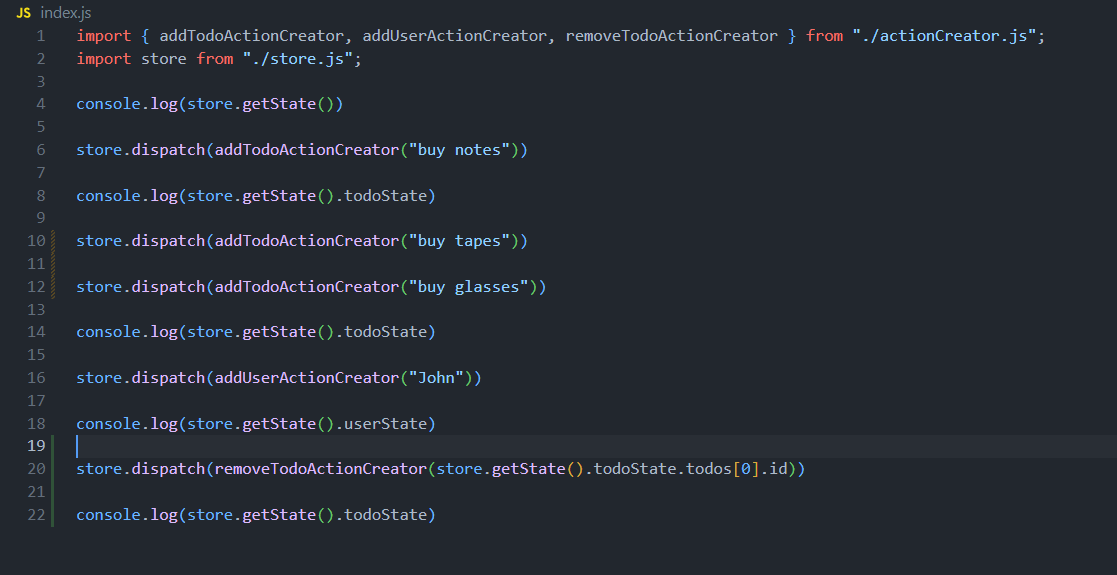 JS index.js
1 import { addTodoActionCreator, addUserActionCreator, removeTodoActionCreator } from "./actionCreator.js";
2 import store from "./store.js";
3
4 console.log(store.getState())
5
6 store.dispatch(addTodoActionCreator("buy notes"))
7
8 console.log(store.getState().todoState)
9
10 store.dispatch(addTodoActionCreator("buy tapes"))
11
12 store.dispatch(addTodoActionCreator("buy glasses"))
13
14 console.log(store.getState().todoState)
15
16 store.dispatch(addUserActionCreator("John"))
17
18 console.log(store.getState().userState)
19
20 store.dispatch(removeTodoActionCreator(store.getState().todoState.todos[0].id))
21
22 console.log(store.getState().todoState)